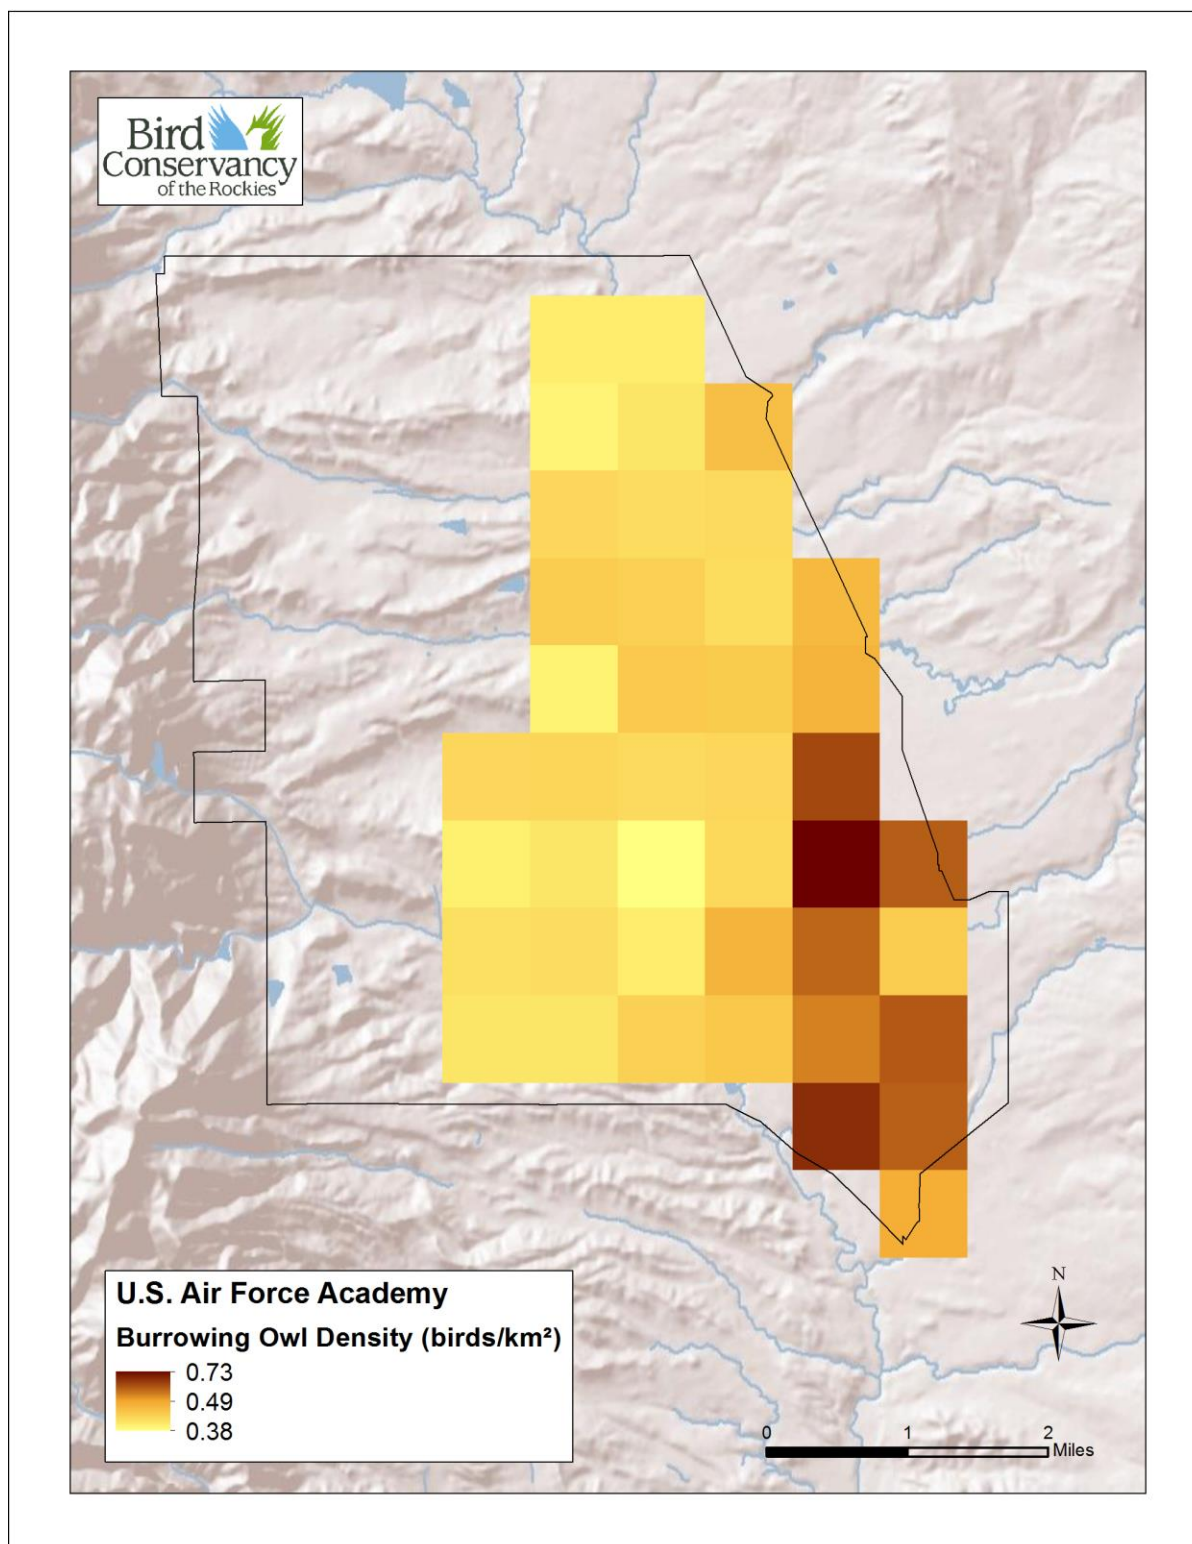 Bird
Conservancy
of the Rockies
U.S. Air Force Academy
Burrowing Owl Density (birds/km²)
0.73
0.49
0.38
N
0 1 2
Miles